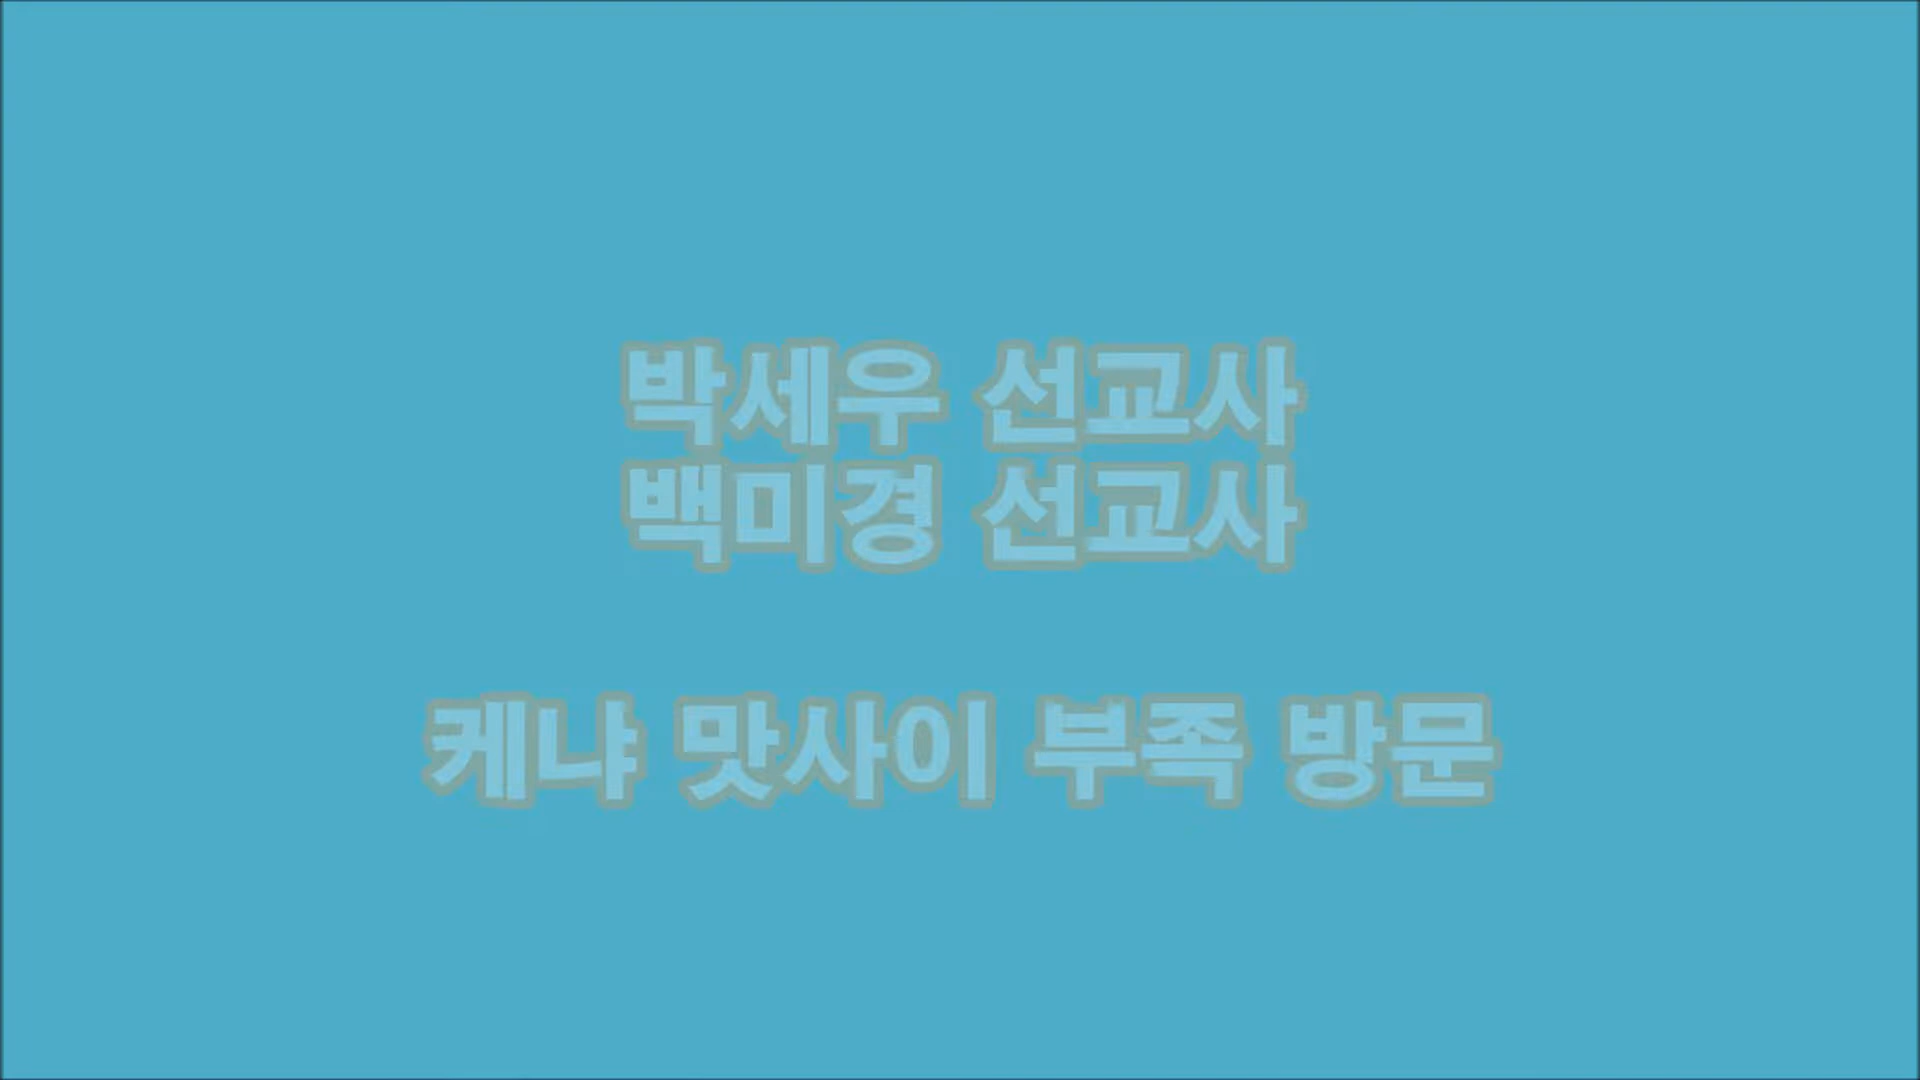 박세우 선교사
백미경 선교사
케냐 맛사이 부족 방문